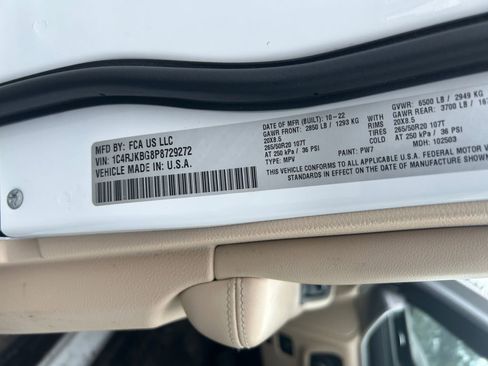 MFD BY: FCA US LLC
VIN: 1C4RJKBG8P8729272
VEHICLE MADE IN: U.S.A.
DATE OF MFR (BUILT): 10-22
GAWR FRONT: 2850 LB / 1293 KG WITH
20X8.5 RIMS
265/50R20 107T TIRES
AT 250 kPa / 36 PSI COLD
TYPE: MPV
GVWR: 6500 LB / 2949 KG
GAWR REAR: 3700 LB /
20X8.5
265/50R20 107T
AT 250 kPa / 36 PSI
PAINT: PW7
MDH: 102503
THIS VEHICLE CONFORMS TO ALL APPLICABLE U.S.A. FEDERAL MOTOR
STANDARDS IN EFFECT ON THE DATE OF MANUFACTURE SHOWN ABOVE.